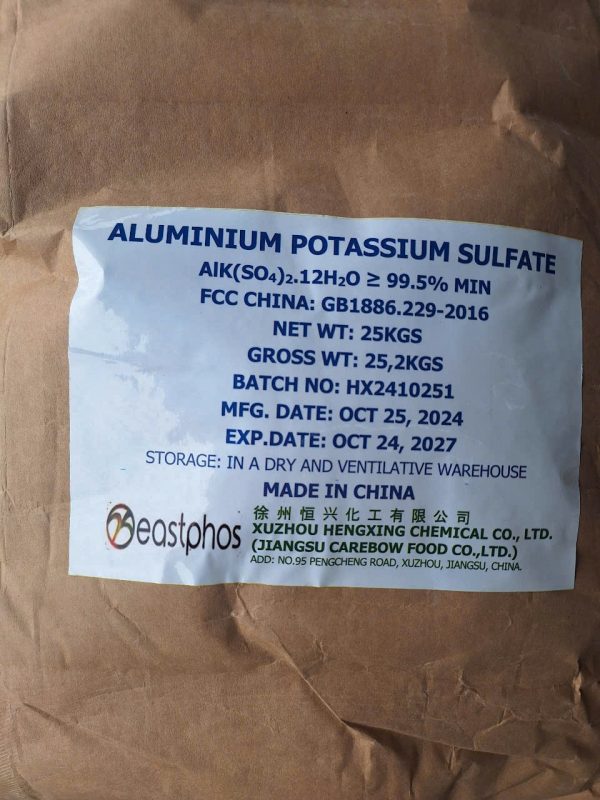 ALUMINIUM POTASSIUM SULFATE
AlK(SO₄)₂.12H₂O ≥ 99.5% MIN
FCC CHINA: GB1886.229-2016
NET WT: 25KGS
GROSS WT: 25,2KGS
BATCH NO: HX2410251
MFG. DATE: OCT 25, 2024
EXP.DATE: OCT 24, 2027
STORAGE: IN A DRY AND VENTILATIVE WAREHOUSE
MADE IN CHINA
eastphos
徐州恒兴化工有限公司
XUZHOU HENGXING CHEMICAL CO., LTD.
(JIANGSU CAREBOW FOOD CO.,LTD.)
ADD: NO.95 PENGCHENG ROAD, XUZHOU, JIANGSU, CHINA.